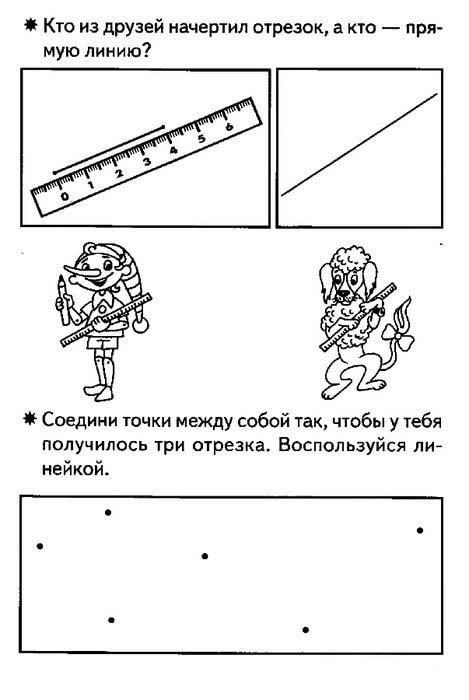 ✷ Кто из друзей начертил отрезок, а кто — пря-
мую линию?
0 1 2 3 4 5 6
✷ Соедини точки между собой так, чтобы у тебя
получилось три отрезка. Воспользуйся ли-
нейкой.